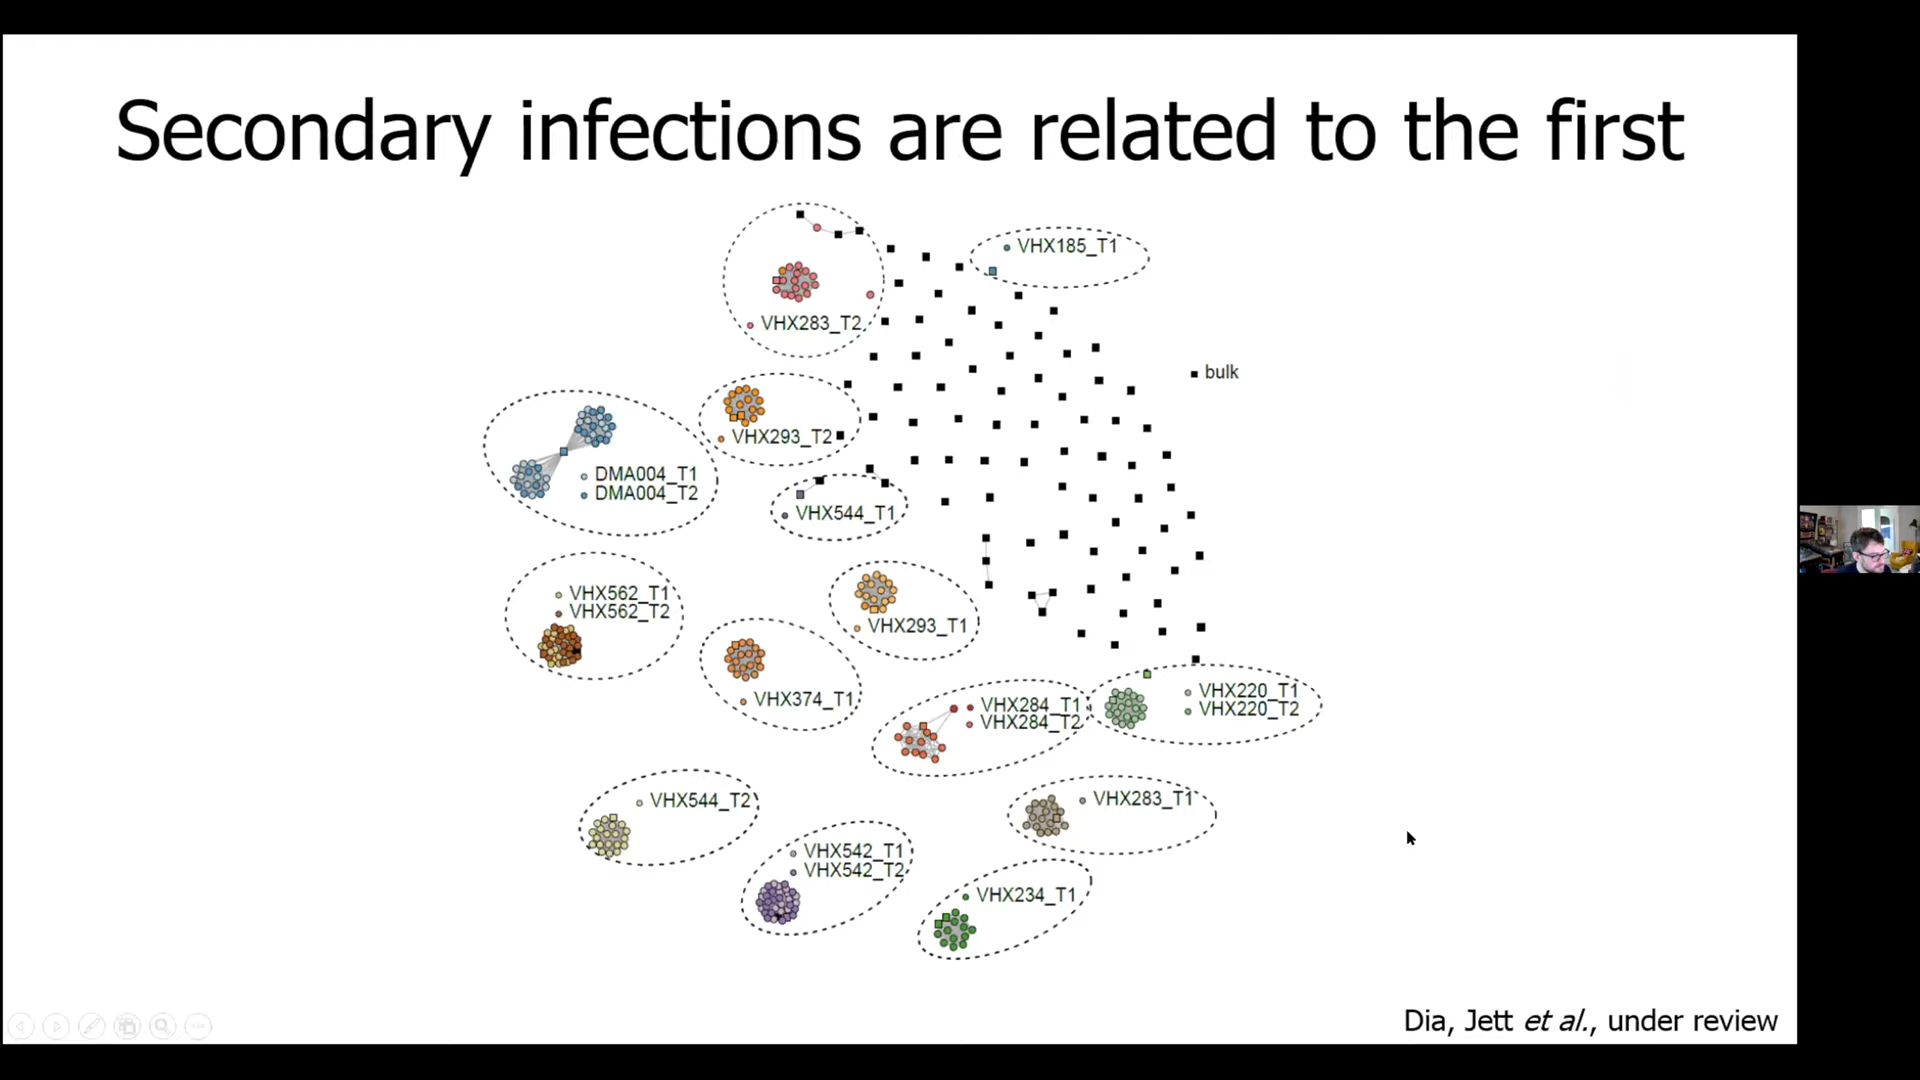 Secondary infections are related to the first
VHX185_T1
VHX283_T2
bulk
VHX293_T2
DMA004_T1
DMA004_T2
VHX544_T1
VHX562_T1
VHX562_T2
VHX293_T1
VHX374_T1
VHX284_T1
VHX284_T2
VHX220_T1
VHX220_T2
VHX544_T2
VHX283_T1
VHX542_T1
VHX542_T2
VHX234_T1
Dia, Jett et al., under review